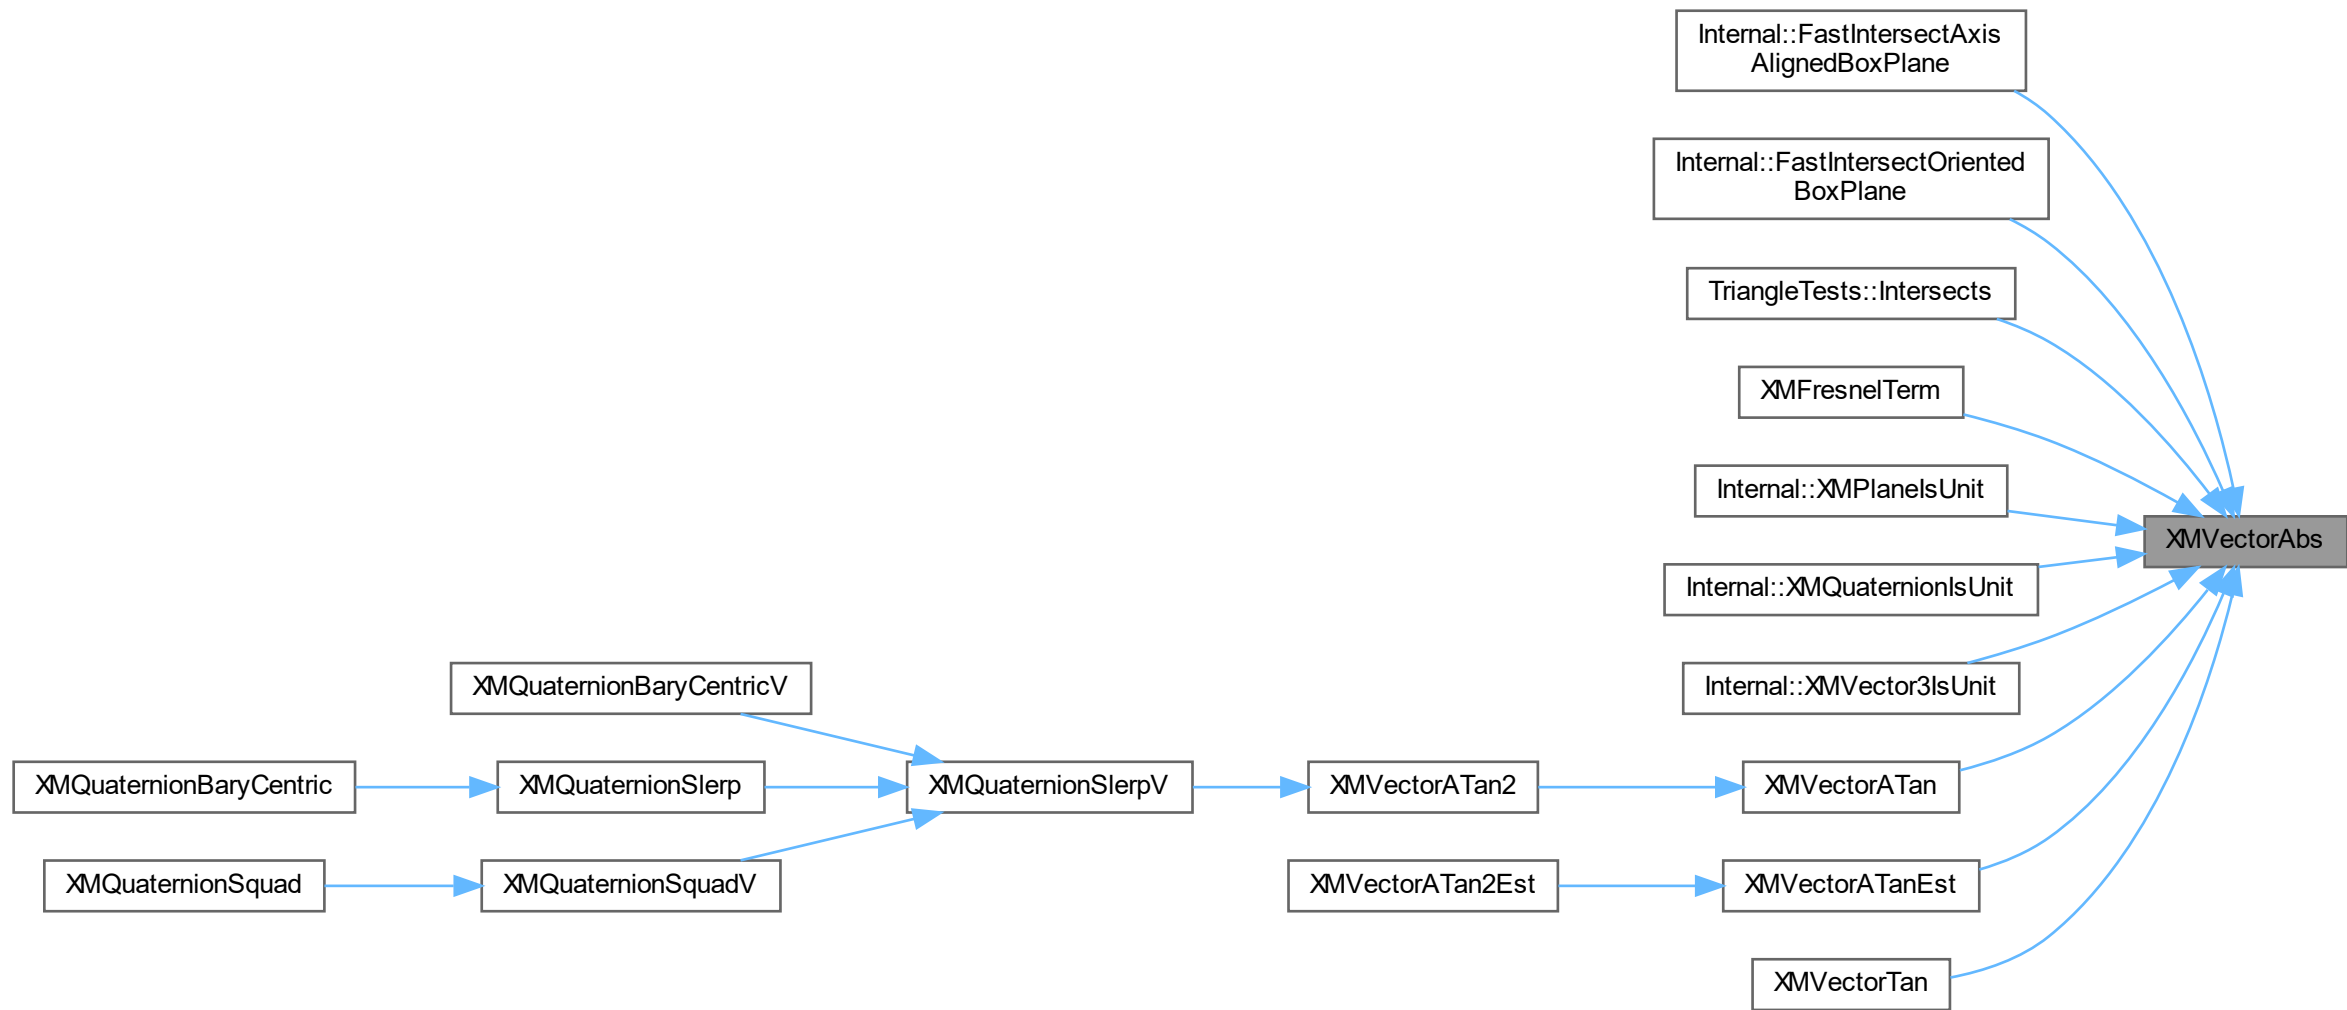 Internal::FastIntersectAxis
AlignedBoxPlane
Internal::FastIntersectOriented
BoxPlane
TriangleTests::Intersects
XMFresnelTerm
Internal::XMPlaneIsUnit
XMVectorAbs
Internal::XMQuaternionIsUnit
XMQuaternionBaryCentricV
Internal::XMVector3IsUnit
XMQuaternionBaryCentric
XMQuaternionSlerp
XMQuaternionSlerpV
XMVectorATan2
XMVectorATan
XMQuaternionSquad
XMQuaternionSquadV
XMVectorATan2Est
XMVectorATanEst
XMVectorTan